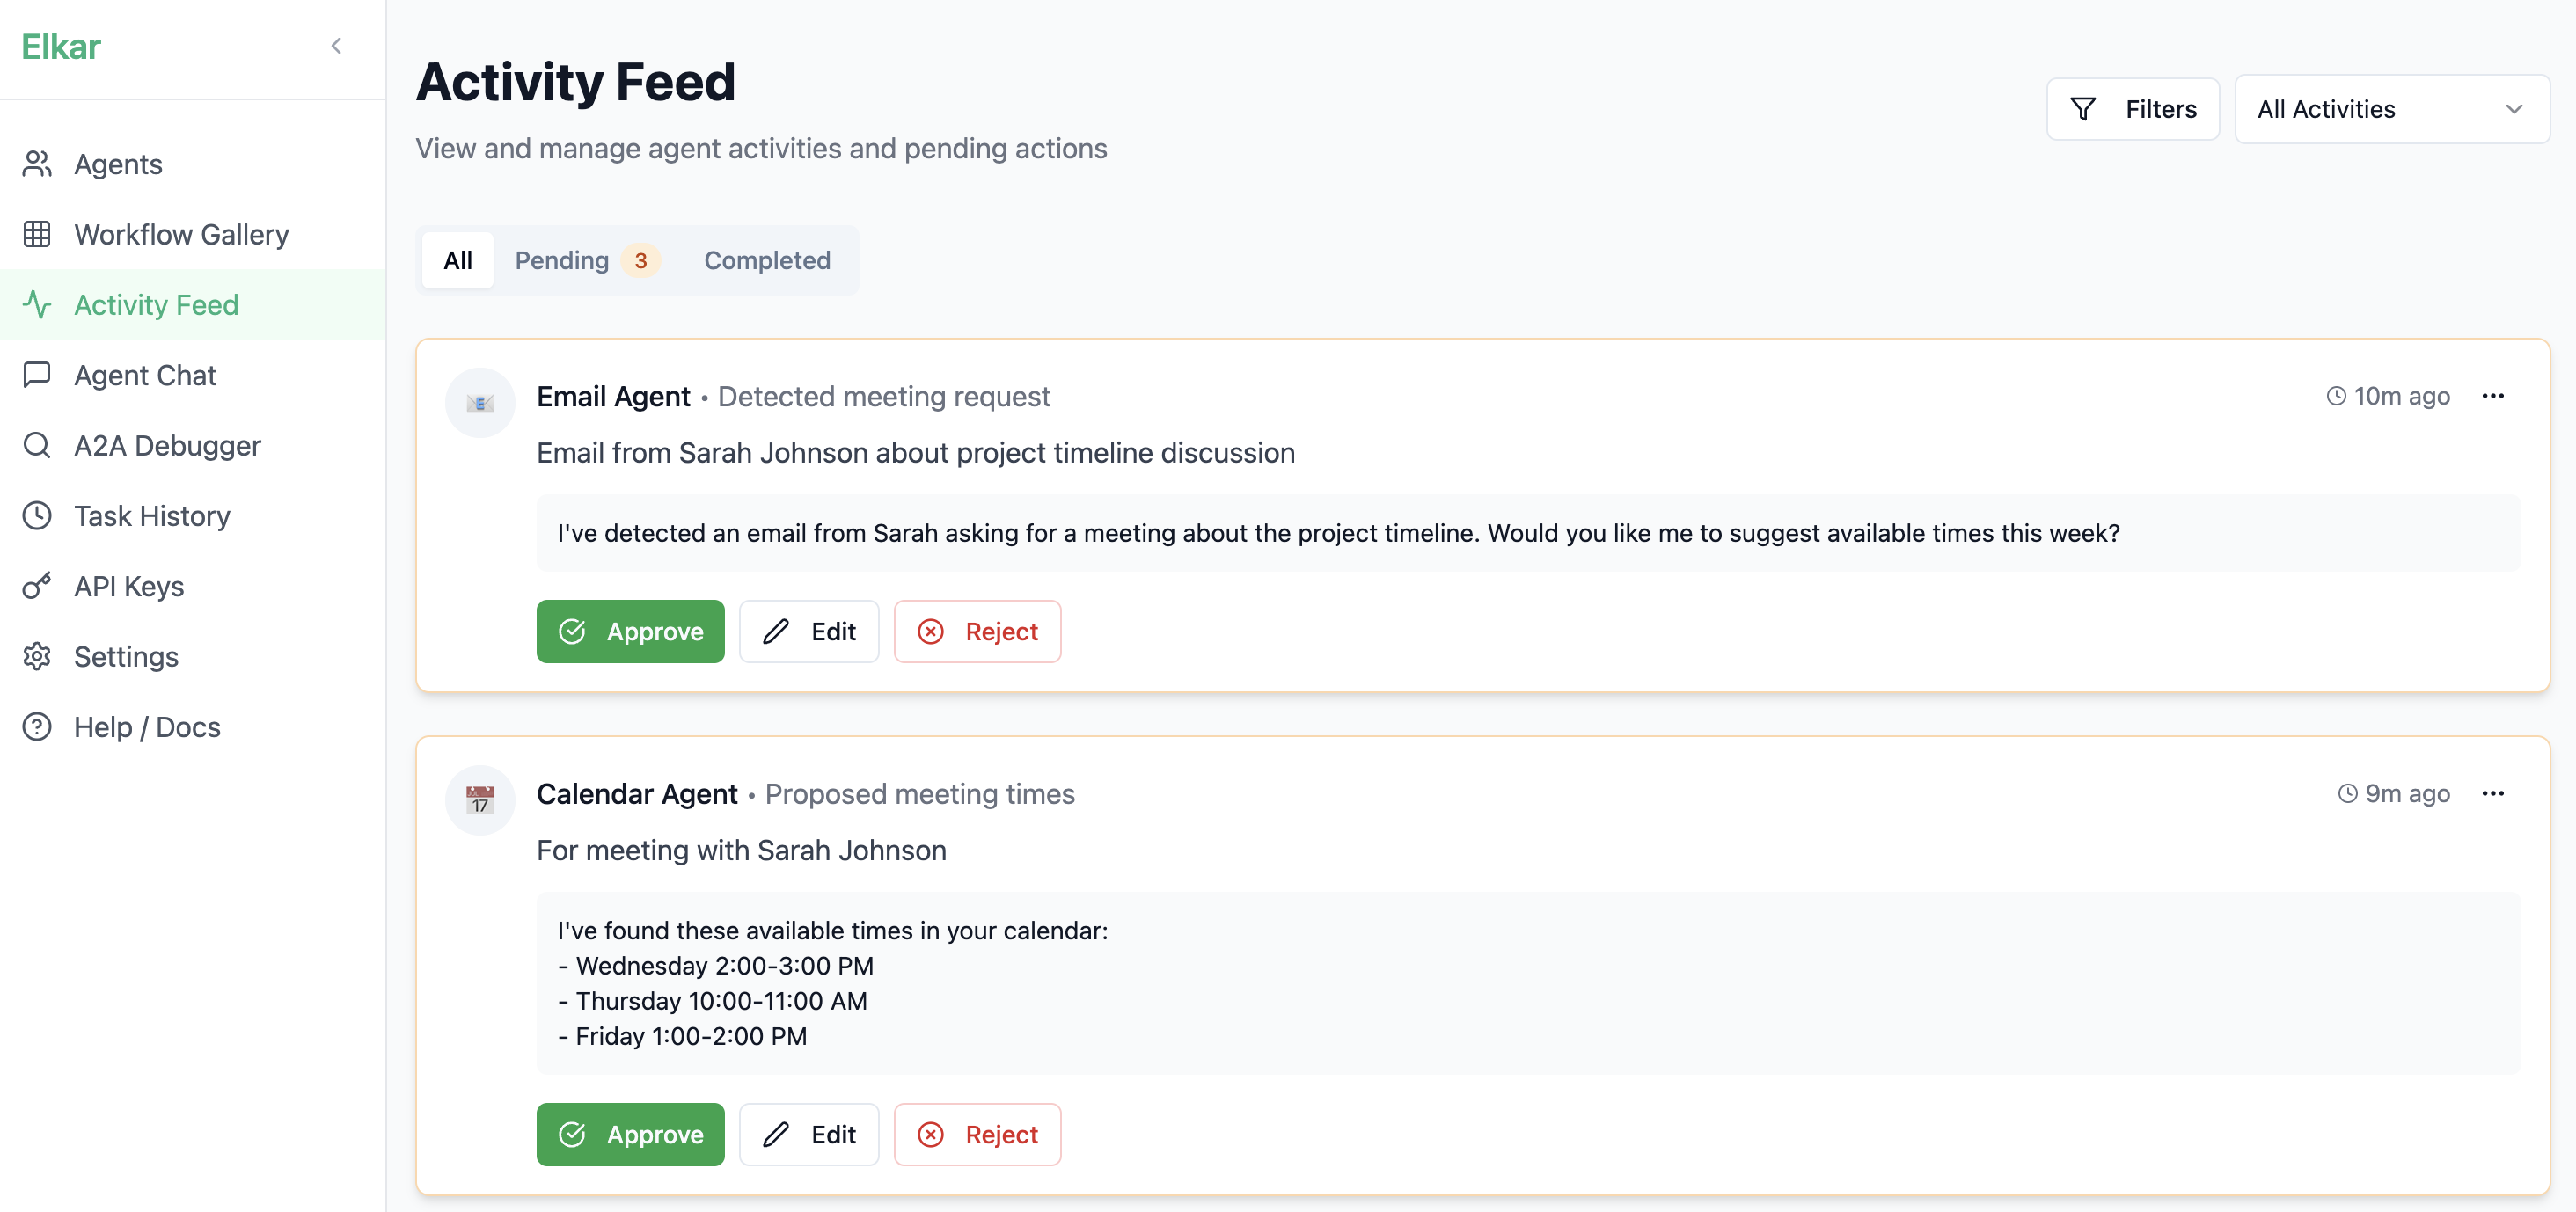 Elkar
Agents
Workflow Gallery
Activity Feed
Agent Chat
A2A Debugger
Task History
API Keys
Settings
Help / Docs
Activity Feed
View and manage agent activities and pending actions
Filters
All Activities
All
Pending 3
Completed
Email Agent • Detected meeting request
10m ago
Email from Sarah Johnson about project timeline discussion
I've detected an email from Sarah asking for a meeting about the project timeline. Would you like me to suggest available times this week?
Approve
Edit
Reject
17
Calendar Agent • Proposed meeting times
9m ago
For meeting with Sarah Johnson
I've found these available times in your calendar:
- Wednesday 2:00-3:00 PM
- Thursday 10:00-11:00 AM
- Friday 1:00-2:00 PM
Approve
Edit
Reject